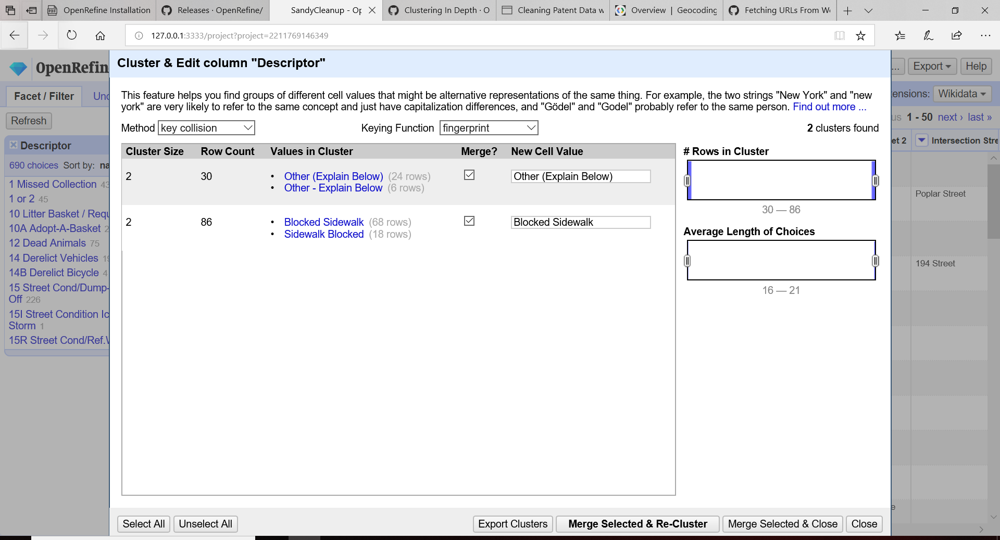 OpenRefine Installation
Releases · OpenRefine/
SandyCleanup - Op
Clustering In Depth · O
Cleaning Patent Data w
Overview | Geocoding
Fetching URLs From We
127.0.0.1:3333/project?project=2211769146349
OpenRefin
... Export Help
Cluster & Edit column "Descriptor"
Facet / Filter Und
ensions: Wikidata
This feature helps you find groups of different cell values that might be alternative representations of the same thing. For example, the two strings "New York" and "new
york" are very likely to refer to the same concept and just have capitalization differences, and "Gödel" and "Godel" probably refer to the same person. Find out more ...
Refresh
us 1 - 50 next › last »
Method key collision Keying Function fingerprint 2 clusters found
Descriptor
et 2 Intersection Stre
690 choices Sort by: na
Cluster Size Row Count Values in Cluster Merge? New Cell Value
2 30 • Other (Explain Below) (24 rows) Other (Explain Below)
• Other - Explain Below (6 rows)
2 86 • Blocked Sidewalk (68 rows) Blocked Sidewalk
• Sidewalk Blocked (18 rows)
# Rows in Cluster
30 — 86
Average Length of Choices
16 — 21
1 Missed Collection 43
1 or 2 45
10 Litter Basket / Requ
10A Adopt-A-Basket 2
12 Dead Animals 75
14 Derelict Vehicles 19
14B Derelict Bicycle 4
15 Street Cond/Dump-
Off 226
15I Street Condition Ic
Storm 1
15R Street Cond/Ref.W
Poplar Street
194 Street
e
Select All Unselect All Export Clusters Merge Selected & Re-Cluster Merge Selected & Close Close